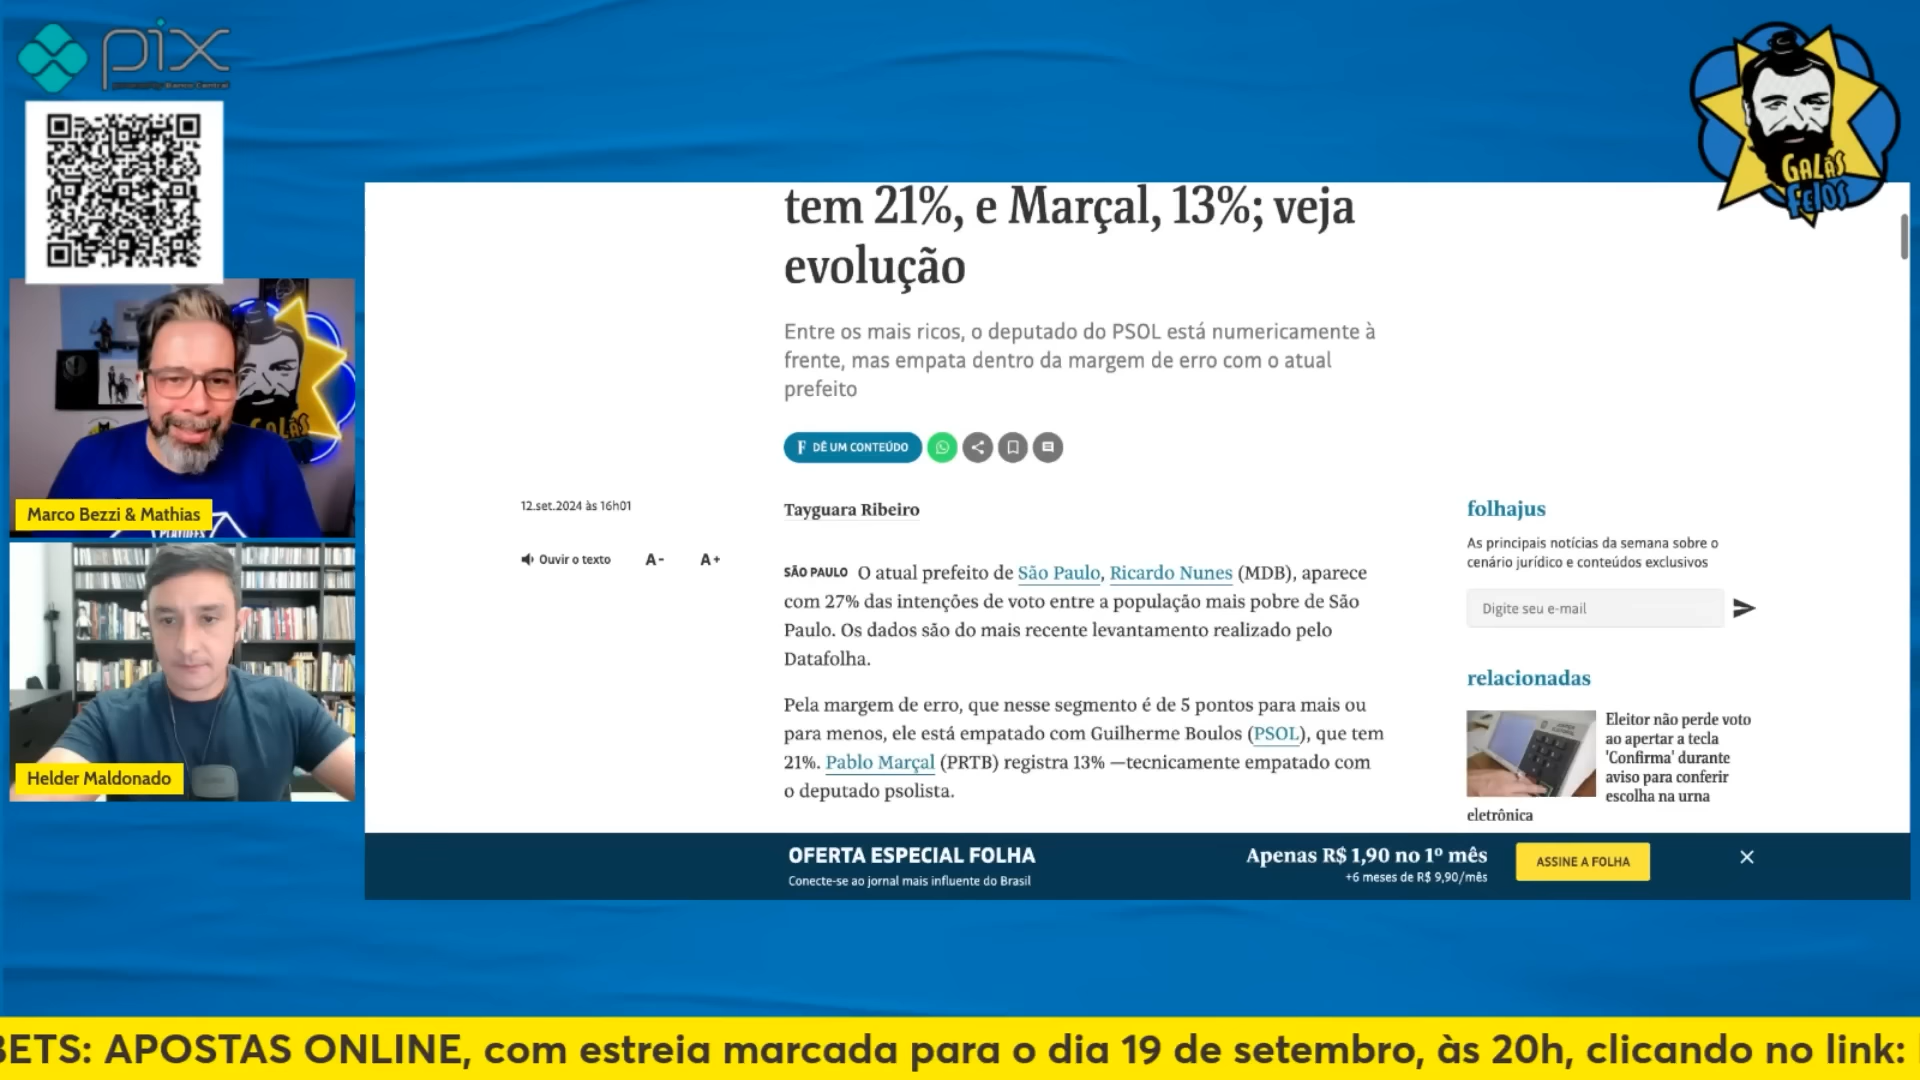 pix
powered by Banco Central
GALÃS
FEIOS
tem 21%, e Marçal, 13%; veja
evolução
Entre os mais ricos, o deputado do PSOL está numericamente à
frente, mas empata dentro da margem de erro com o atual
prefeito
F DÊ UM CONTEÚDO
12.set.2024 às 16h01
Tayguara Ribeiro
Ouvir o texto A- A+
SÃO PAULO O atual prefeito de São Paulo, Ricardo Nunes (MDB), aparece
com 27% das intenções de voto entre a população mais pobre de São
Paulo. Os dados são do mais recente levantamento realizado pelo
Datafolha.
Pela margem de erro, que nesse segmento é de 5 pontos para mais ou
para menos, ele está empatado com Guilherme Boulos (PSOL), que tem
21%. Pablo Marçal (PRTB) registra 13% —tecnicamente empatado com
o deputado psolista.
folhajus
As principais notícias da semana sobre o
cenário jurídico e conteúdos exclusivos
Digite seu e-mail
relacionadas
Eleitor não perde voto
ao apertar a tecla
'Confirma' durante
aviso para conferir
escolha na urna
eletrônica
OFERTA ESPECIAL FOLHA
Conecte-se ao jornal mais influente do Brasil
Apenas R$ 1,90 no 1º mês
+6 meses de R$ 9,90/mês
ASSINE A FOLHA
GALÃS
Marco Bezzi & Mathias
PLAYOFFS
Helder Maldonado
BETS: APOSTAS ONLINE, com estreia marcada para o dia 19 de setembro, às 20h, clicando no link: